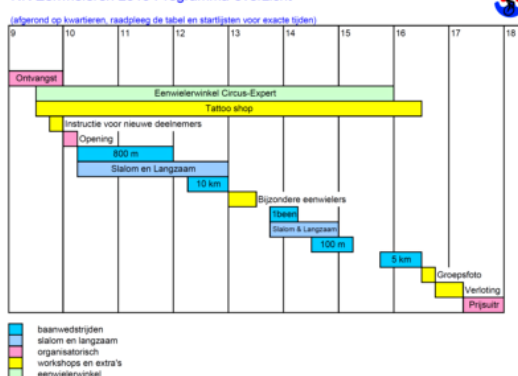 (afgerond op kwartieren, raadpleeg de tabel en startlijsten voor exacte tijden)
9 10 11 12 13 14 15 16 17 18
Ontvangst
Eenwielerwinkel Circus-Expert
Tattoo shop
Instructie voor nieuwe deelnemers
Opening
800 m
Slalom en Langzaam
10 km
Bijzondere eenwielers
1been
Slalom & Langzaam
100 m
5 km
Groepsfoto
Verloting
Prijsuitr
baanwedstrijden
slalom en langzaam
organisatorisch
workshops en extra's
eenwielerwinkel